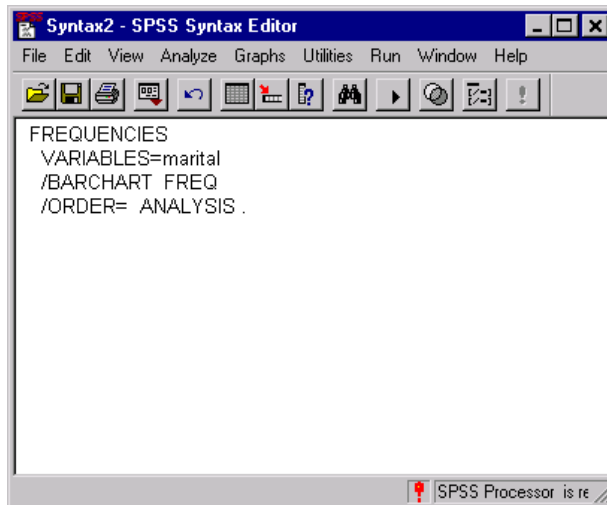 Syntax2 - SPSS Syntax Editor
File Edit View Analyze Graphs Utilities Run Window Help
FREQUENCIES
VARIABLES=marital
/BARCHART FREQ
/ORDER= ANALYSIS .
SPSS Processor is re